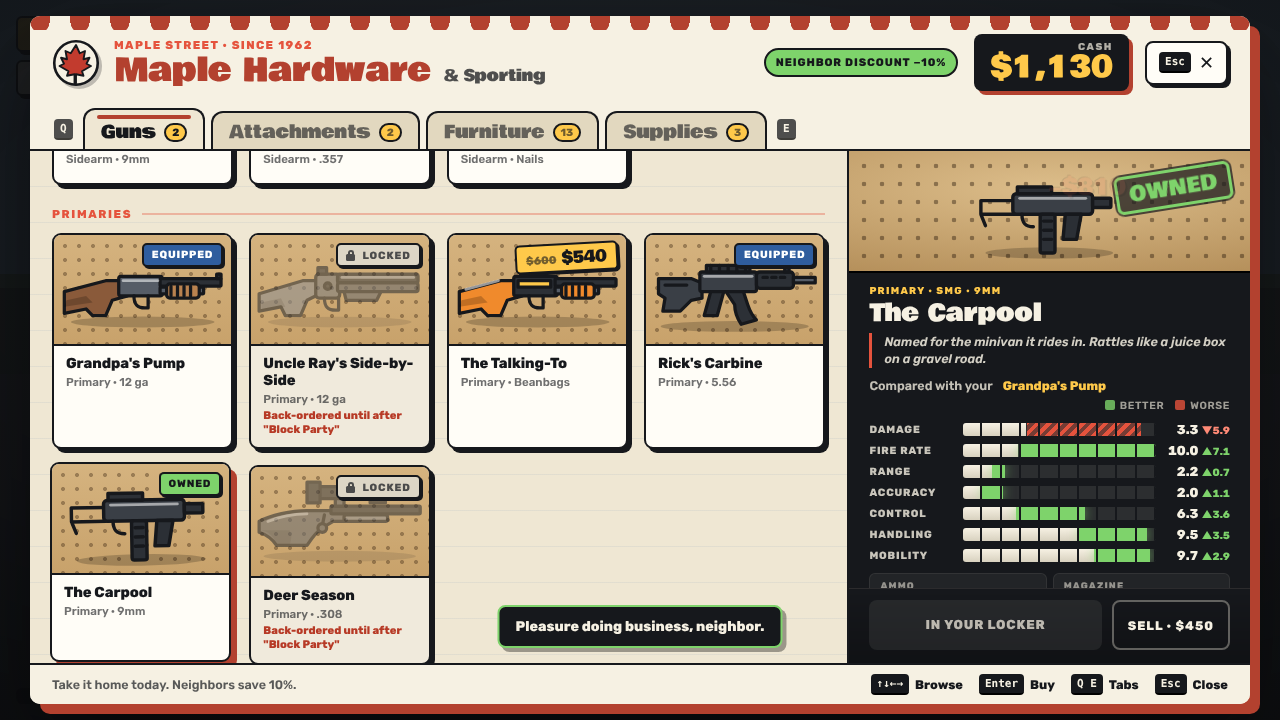 MAPLE STREET · SINCE 1962
Maple Hardware & Sporting
NEIGHBOR DISCOUNT −10%
CASH
$1,130
Esc ×
Q
Guns 2
Attachments 2
Furniture 13
Supplies 3
E
Sidearm · 9mm
Sidearm · .357
Sidearm · Nails
PRIMARIES
EQUIPPED
Grandpa's Pump
Primary · 12 ga
LOCKED
Uncle Ray's Side-by-
Side
Primary · 12 ga
Back-ordered until after
"Block Party"
$600 $540
The Talking-To
Primary · Beanbags
EQUIPPED
Rick's Carbine
Primary · 5.56
OWNED
The Carpool
Primary · 9mm
LOCKED
Deer Season
Primary · .308
Back-ordered until after
"Block Party"
Pleasure doing business, neighbor.
OWNED
PRIMARY · SMG · 9MM
The Carpool
Named for the minivan it rides in. Rattles like a juice box
on a gravel road.
Compared with your Grandpa's Pump
BETTER WORSE
DAMAGE 3.3 ▼5.9
FIRE RATE 10.0 ▲7.1
RANGE 2.2 ▲0.7
ACCURACY 2.0 ▲1.1
CONTROL 6.3 ▲3.6
HANDLING 9.5 ▲3.5
MOBILITY 9.7 ▲2.9
AMMO MAGAZINE
IN YOUR LOCKER
SELL · $450
Take it home today. Neighbors save 10%.
↑↓←→ Browse Enter Buy Q E Tabs Esc Close